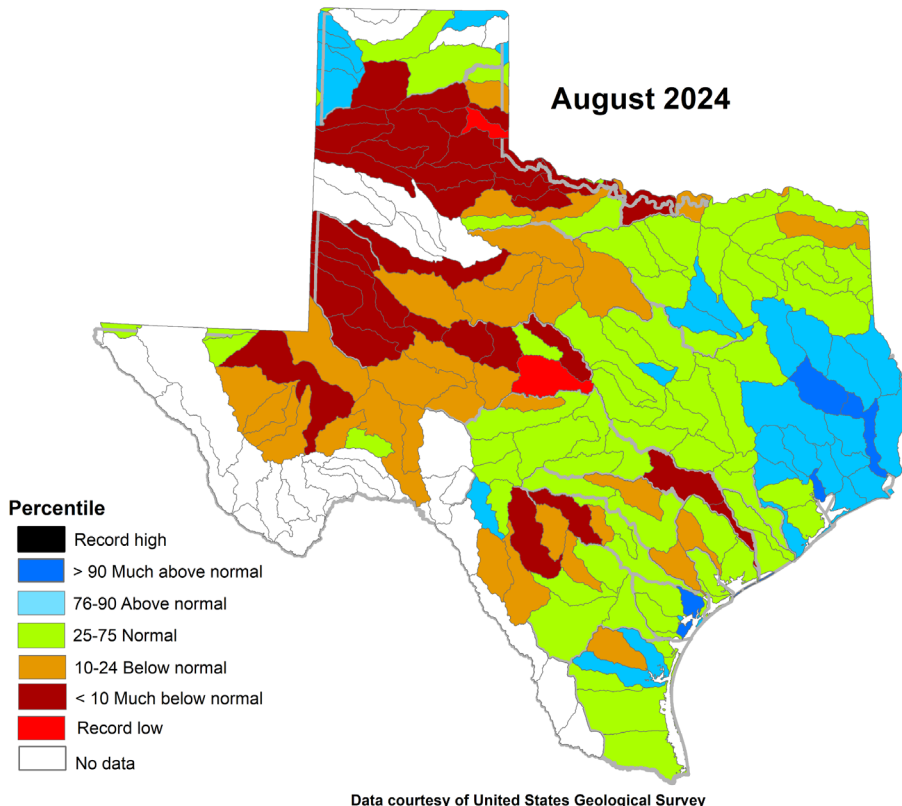 August 2024
Percentile
Record high
> 90 Much above normal
76-90 Above normal
25-75 Normal
10-24 Below normal
< 10 Much below normal
Record low
No data
Data courtesy of United States Geological Survey